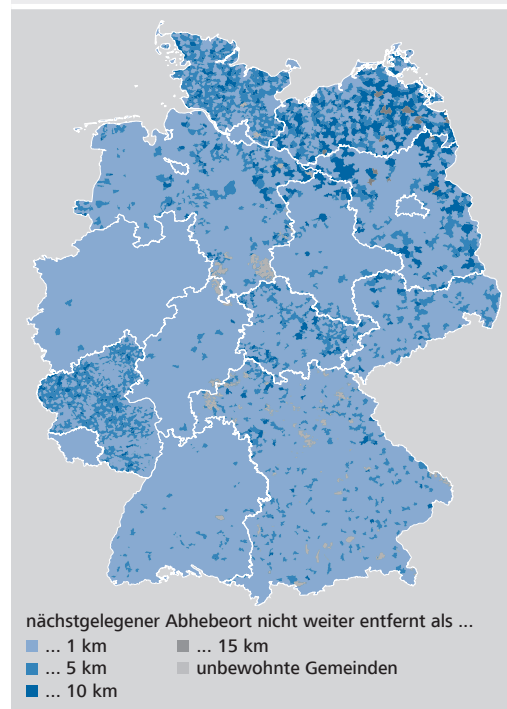 nächstgelegener Abhebeort nicht weiter entfernt als ...
... 1 km
... 5 km
... 10 km
... 15 km
unbewohnte Gemeinden